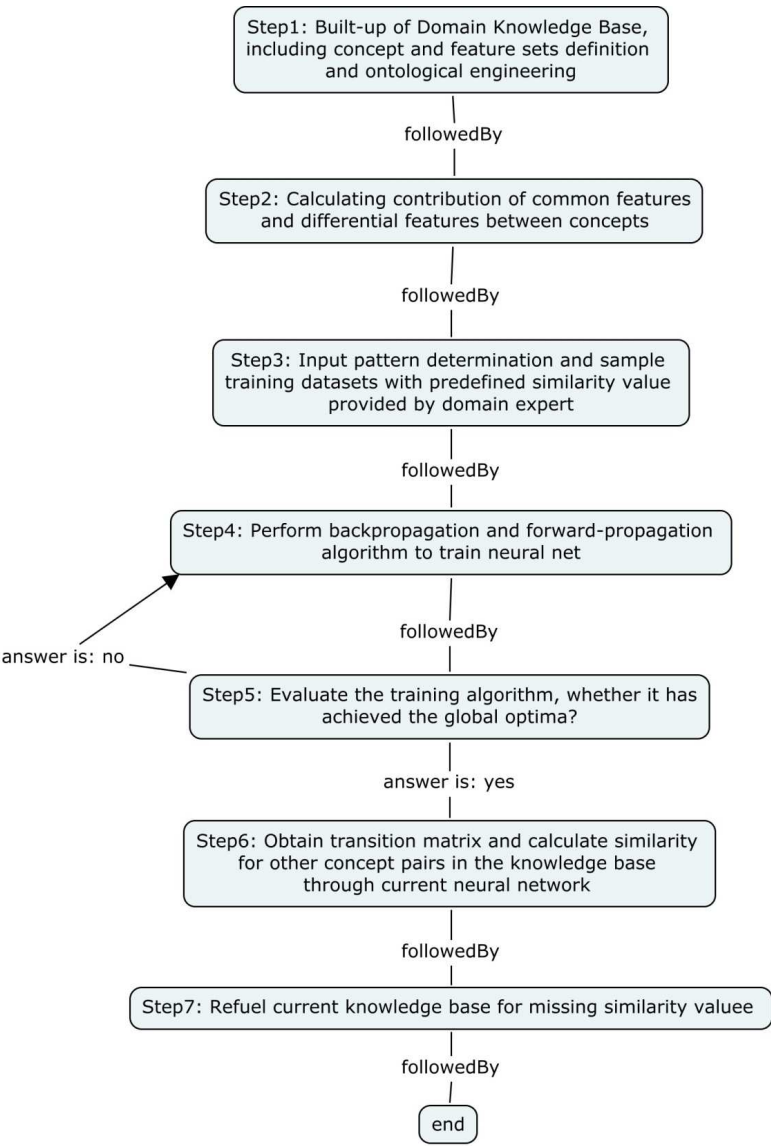 Step1: Built-up of Domain Knowledge Base,
including concept and feature sets definition
and ontological engineering
followedBy
Step2: Calculating contribution of common features
and differential features between concepts
followedBy
Step3: Input pattern determination and sample
training datasets with predefined similarity value
provided by domain expert
followedBy
Step4: Perform backpropagation and forward-propagation
algorithm to train neural net
followedBy
answer is: no
Step5: Evaluate the training algorithm, whether it has
achieved the global optima?
answer is: yes
Step6: Obtain transition matrix and calculate similarity
for other concept pairs in the knowledge base
through current neural network
followedBy
Step7: Refuel current knowledge base for missing similarity valuee
followedBy
end